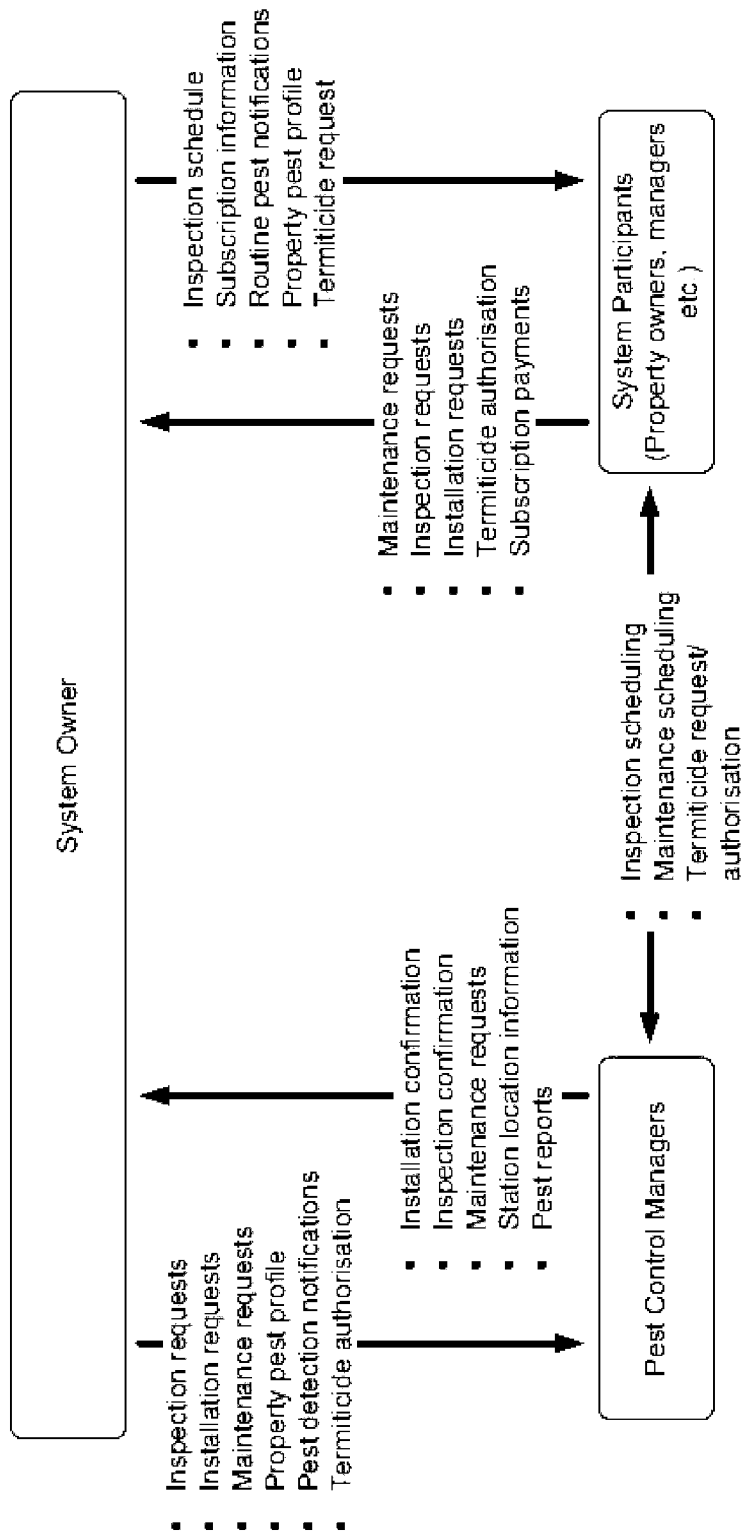 System Owner
▪ Inspection requests
▪ Installation requests
▪ Maintenance requests
▪ Property pest profile
▪ Pest detection notifications
▪ Termiticide authorisation
▪ Installation confirmation
▪ Inspection confirmation
▪ Maintenance requests
▪ Station location information
▪ Pest reports
▪ Maintenance requests
▪ Inspection requests
▪ Installation requests
▪ Termiticide authorisation
▪ Subscription payments
▪ Inspection schedule
▪ Subscription information
▪ Routine pest notifications
▪ Property pest profile
▪ Termiticide request
Pest Control Managers
▪ Inspection scheduling
▪ Maintenance scheduling
▪ Termiticide request/
authorisation
System Participants
(Property owners, managers
etc.)